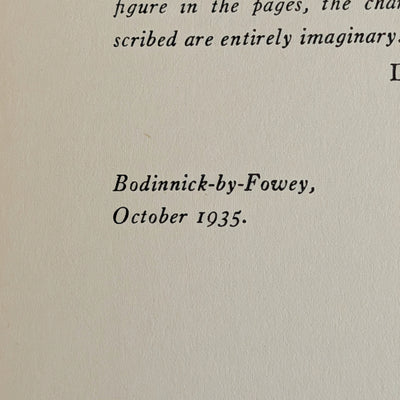 figure in the pages, the
scribed are entirely imaginary.
Bodinnick-by-Fowey,
October 1935.